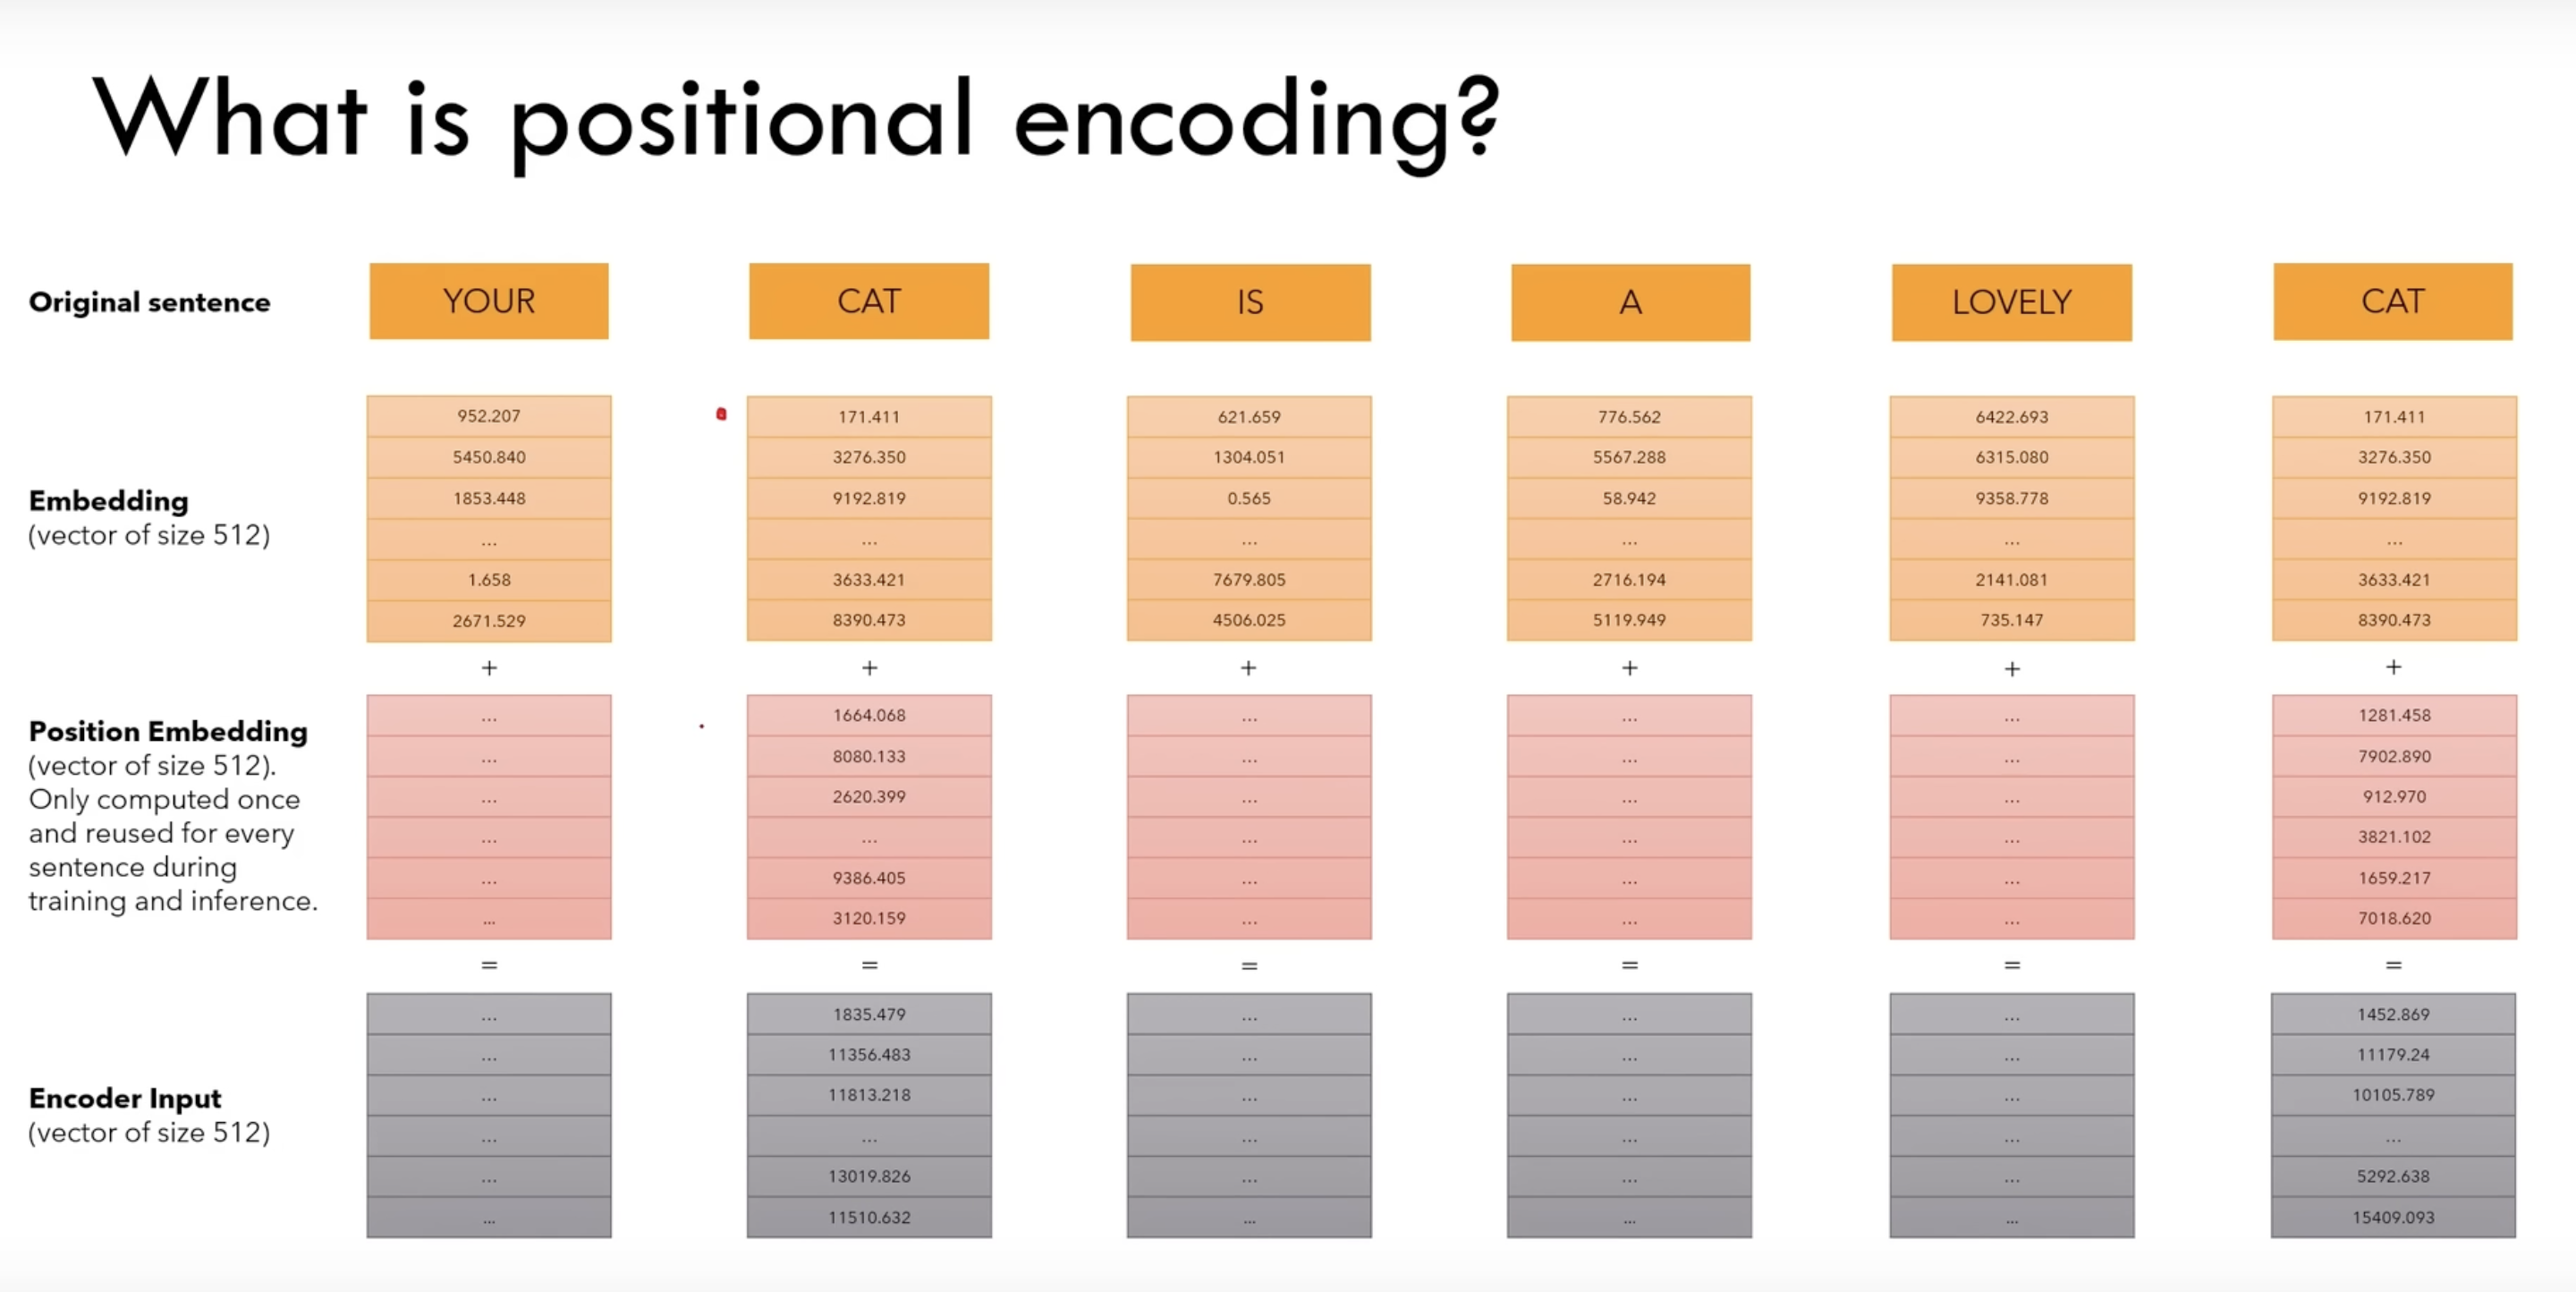 What is positional encoding?
Original sentence
YOUR CAT IS A LOVELY CAT
952.207 171.411 621.659 776.562 6422.693 171.411
5450.840 3276.350 1304.051 5567.288 6315.080 3276.350
Embedding
(vector of size 512)
1853.448 9192.819 0.565 58.942 9358.778 9192.819
... ... ... ... ... ...
1.658 3633.421 7679.805 2716.194 2141.081 3633.421
2671.529 8390.473 4506.025 5119.949 735.147 8390.473
+ + + + + +
Position Embedding
(vector of size 512).
Only computed once
and reused for every
sentence during
training and inference.
... 1664.068 ... ... ... 1281.458
... 8080.133 ... ... ... 7902.890
... 2620.399 ... ... ... 912.970
... ... ... ... ... 3821.102
... 9386.405 ... ... ... 1659.217
... 3120.159 ... ... ... 7018.620
= = = = = =
Encoder Input
(vector of size 512)
... 1835.479 ... ... ... 1452.869
... 11356.483 ... ... ... 11179.24
... 11813.218 ... ... ... 10105.789
... ... ... ... ... ...
... 13019.826 ... ... ... 5292.638
... 11510.632 ... ... ... 15409.093